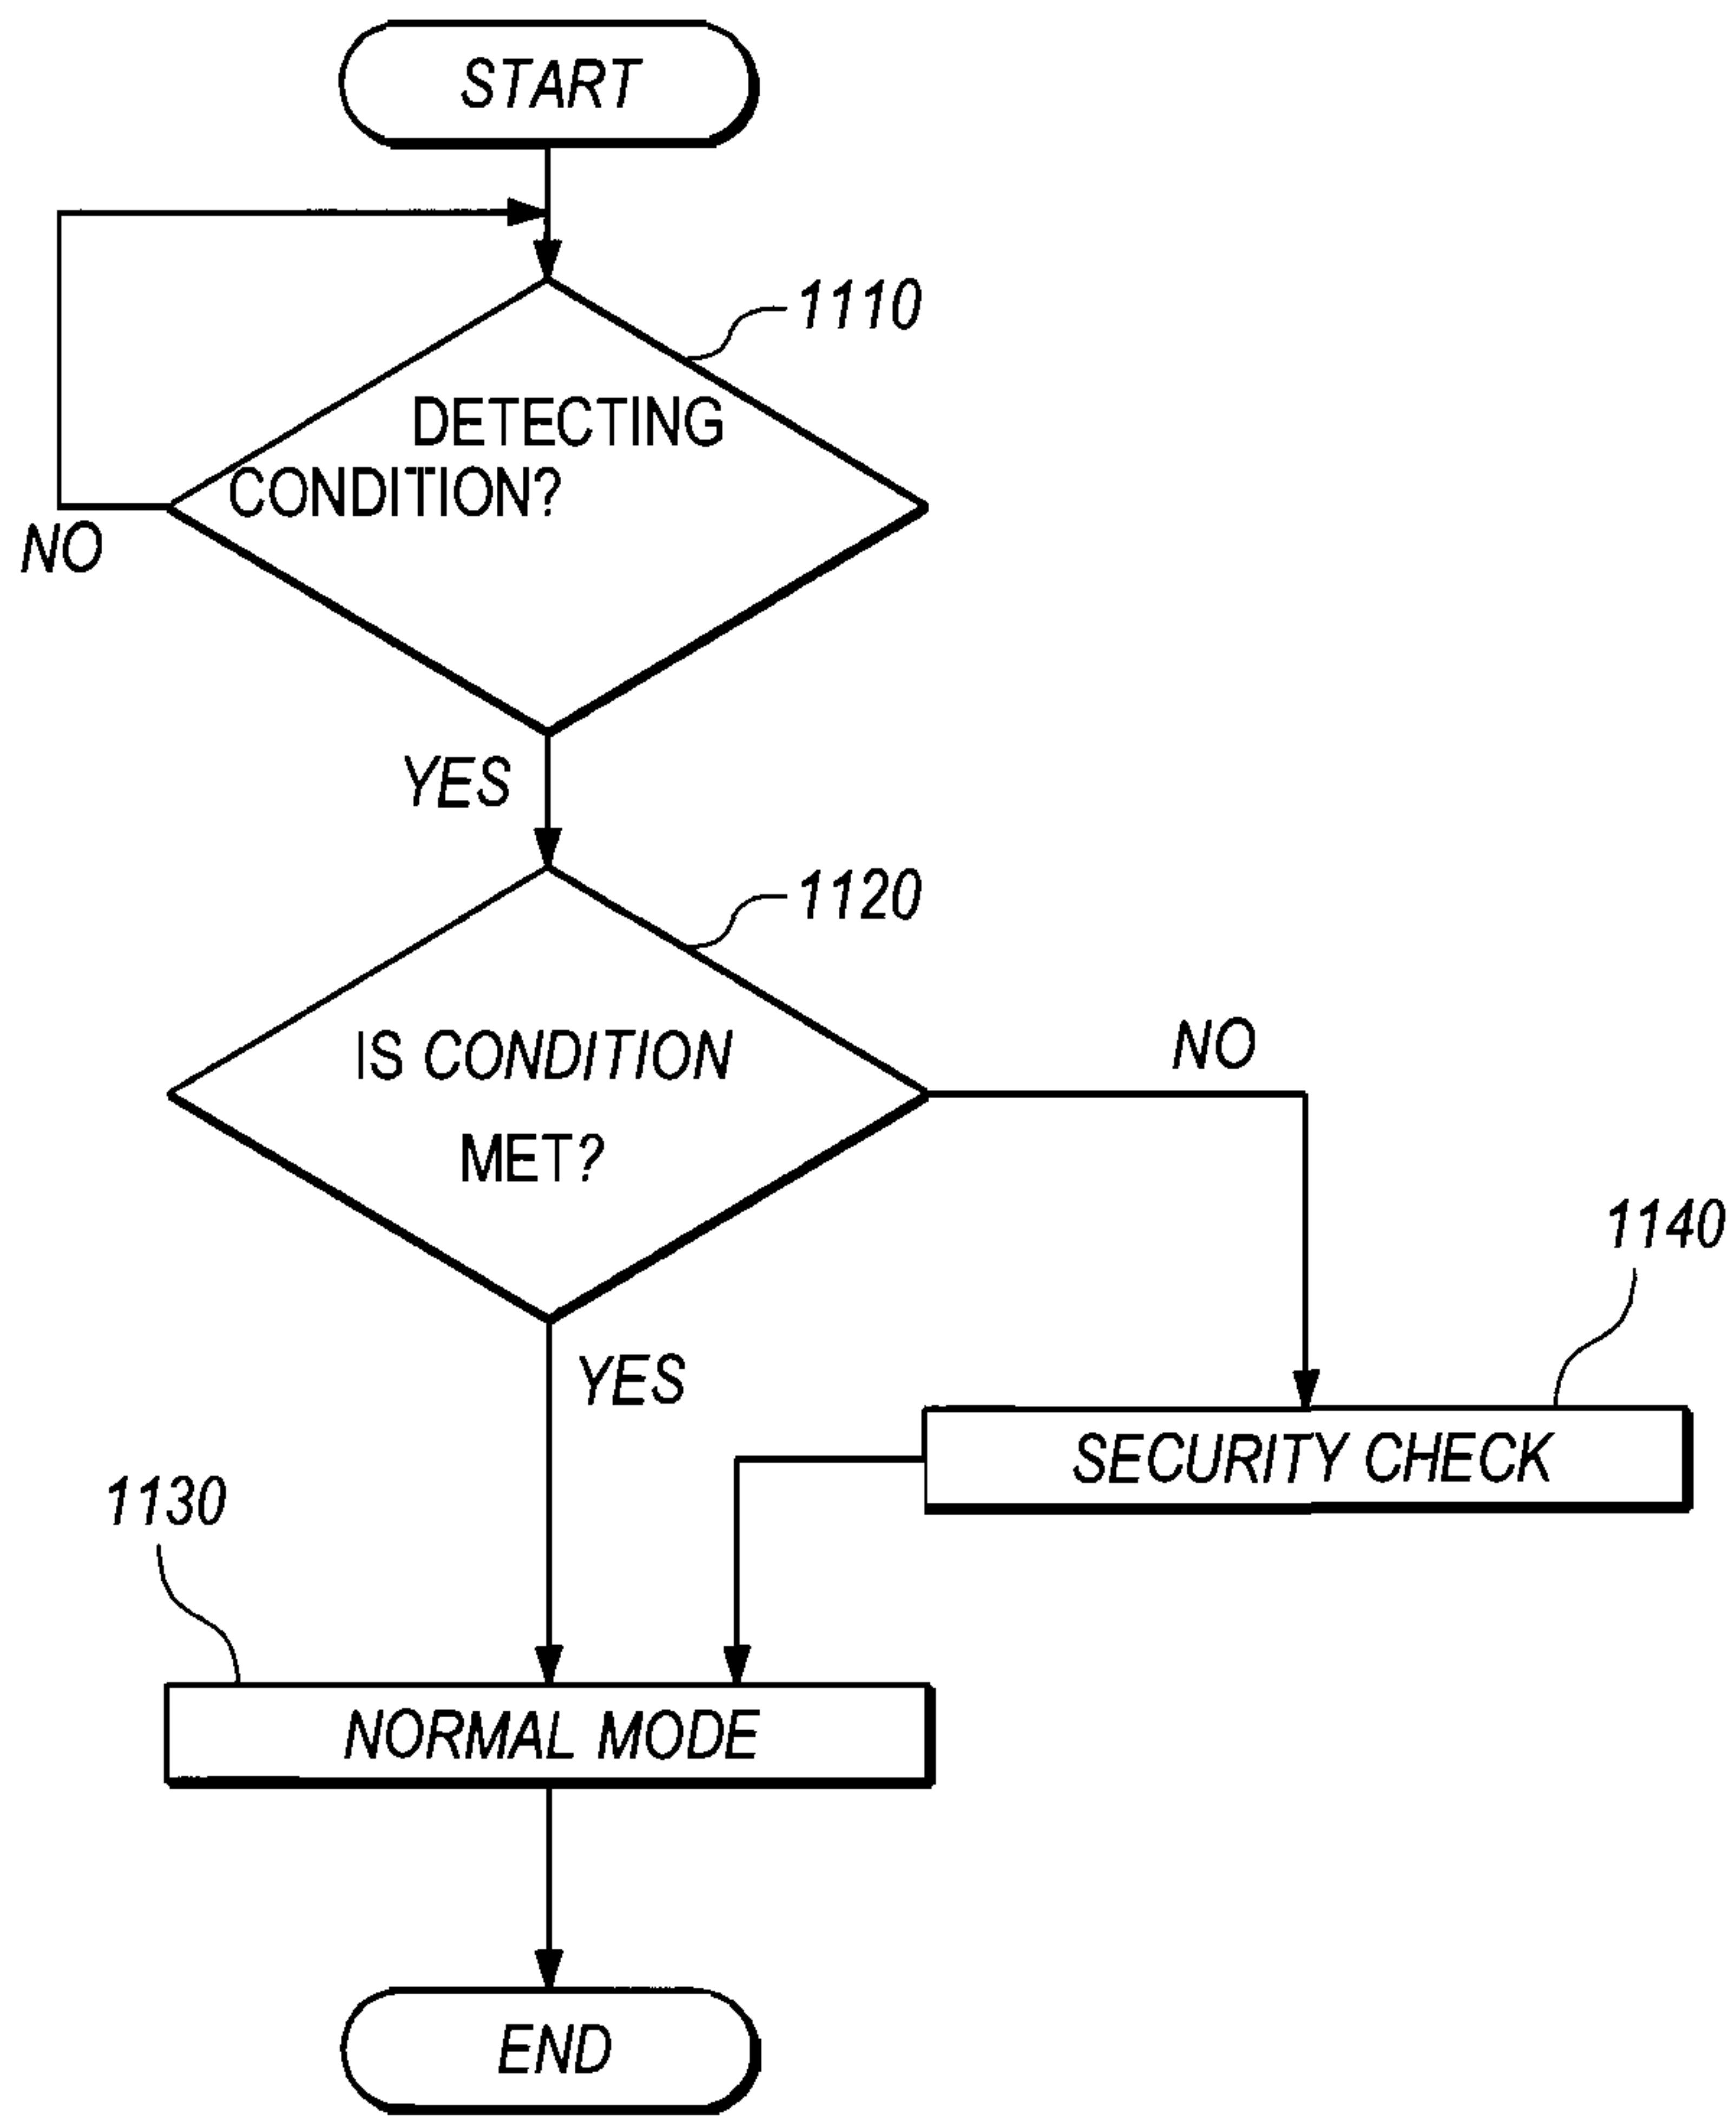 START
1110
DETECTING
CONDITION?
NO
YES
1120
IS CONDITION
MET?
NO
YES
1140
SECURITY CHECK
1130
NORMAL MODE
END